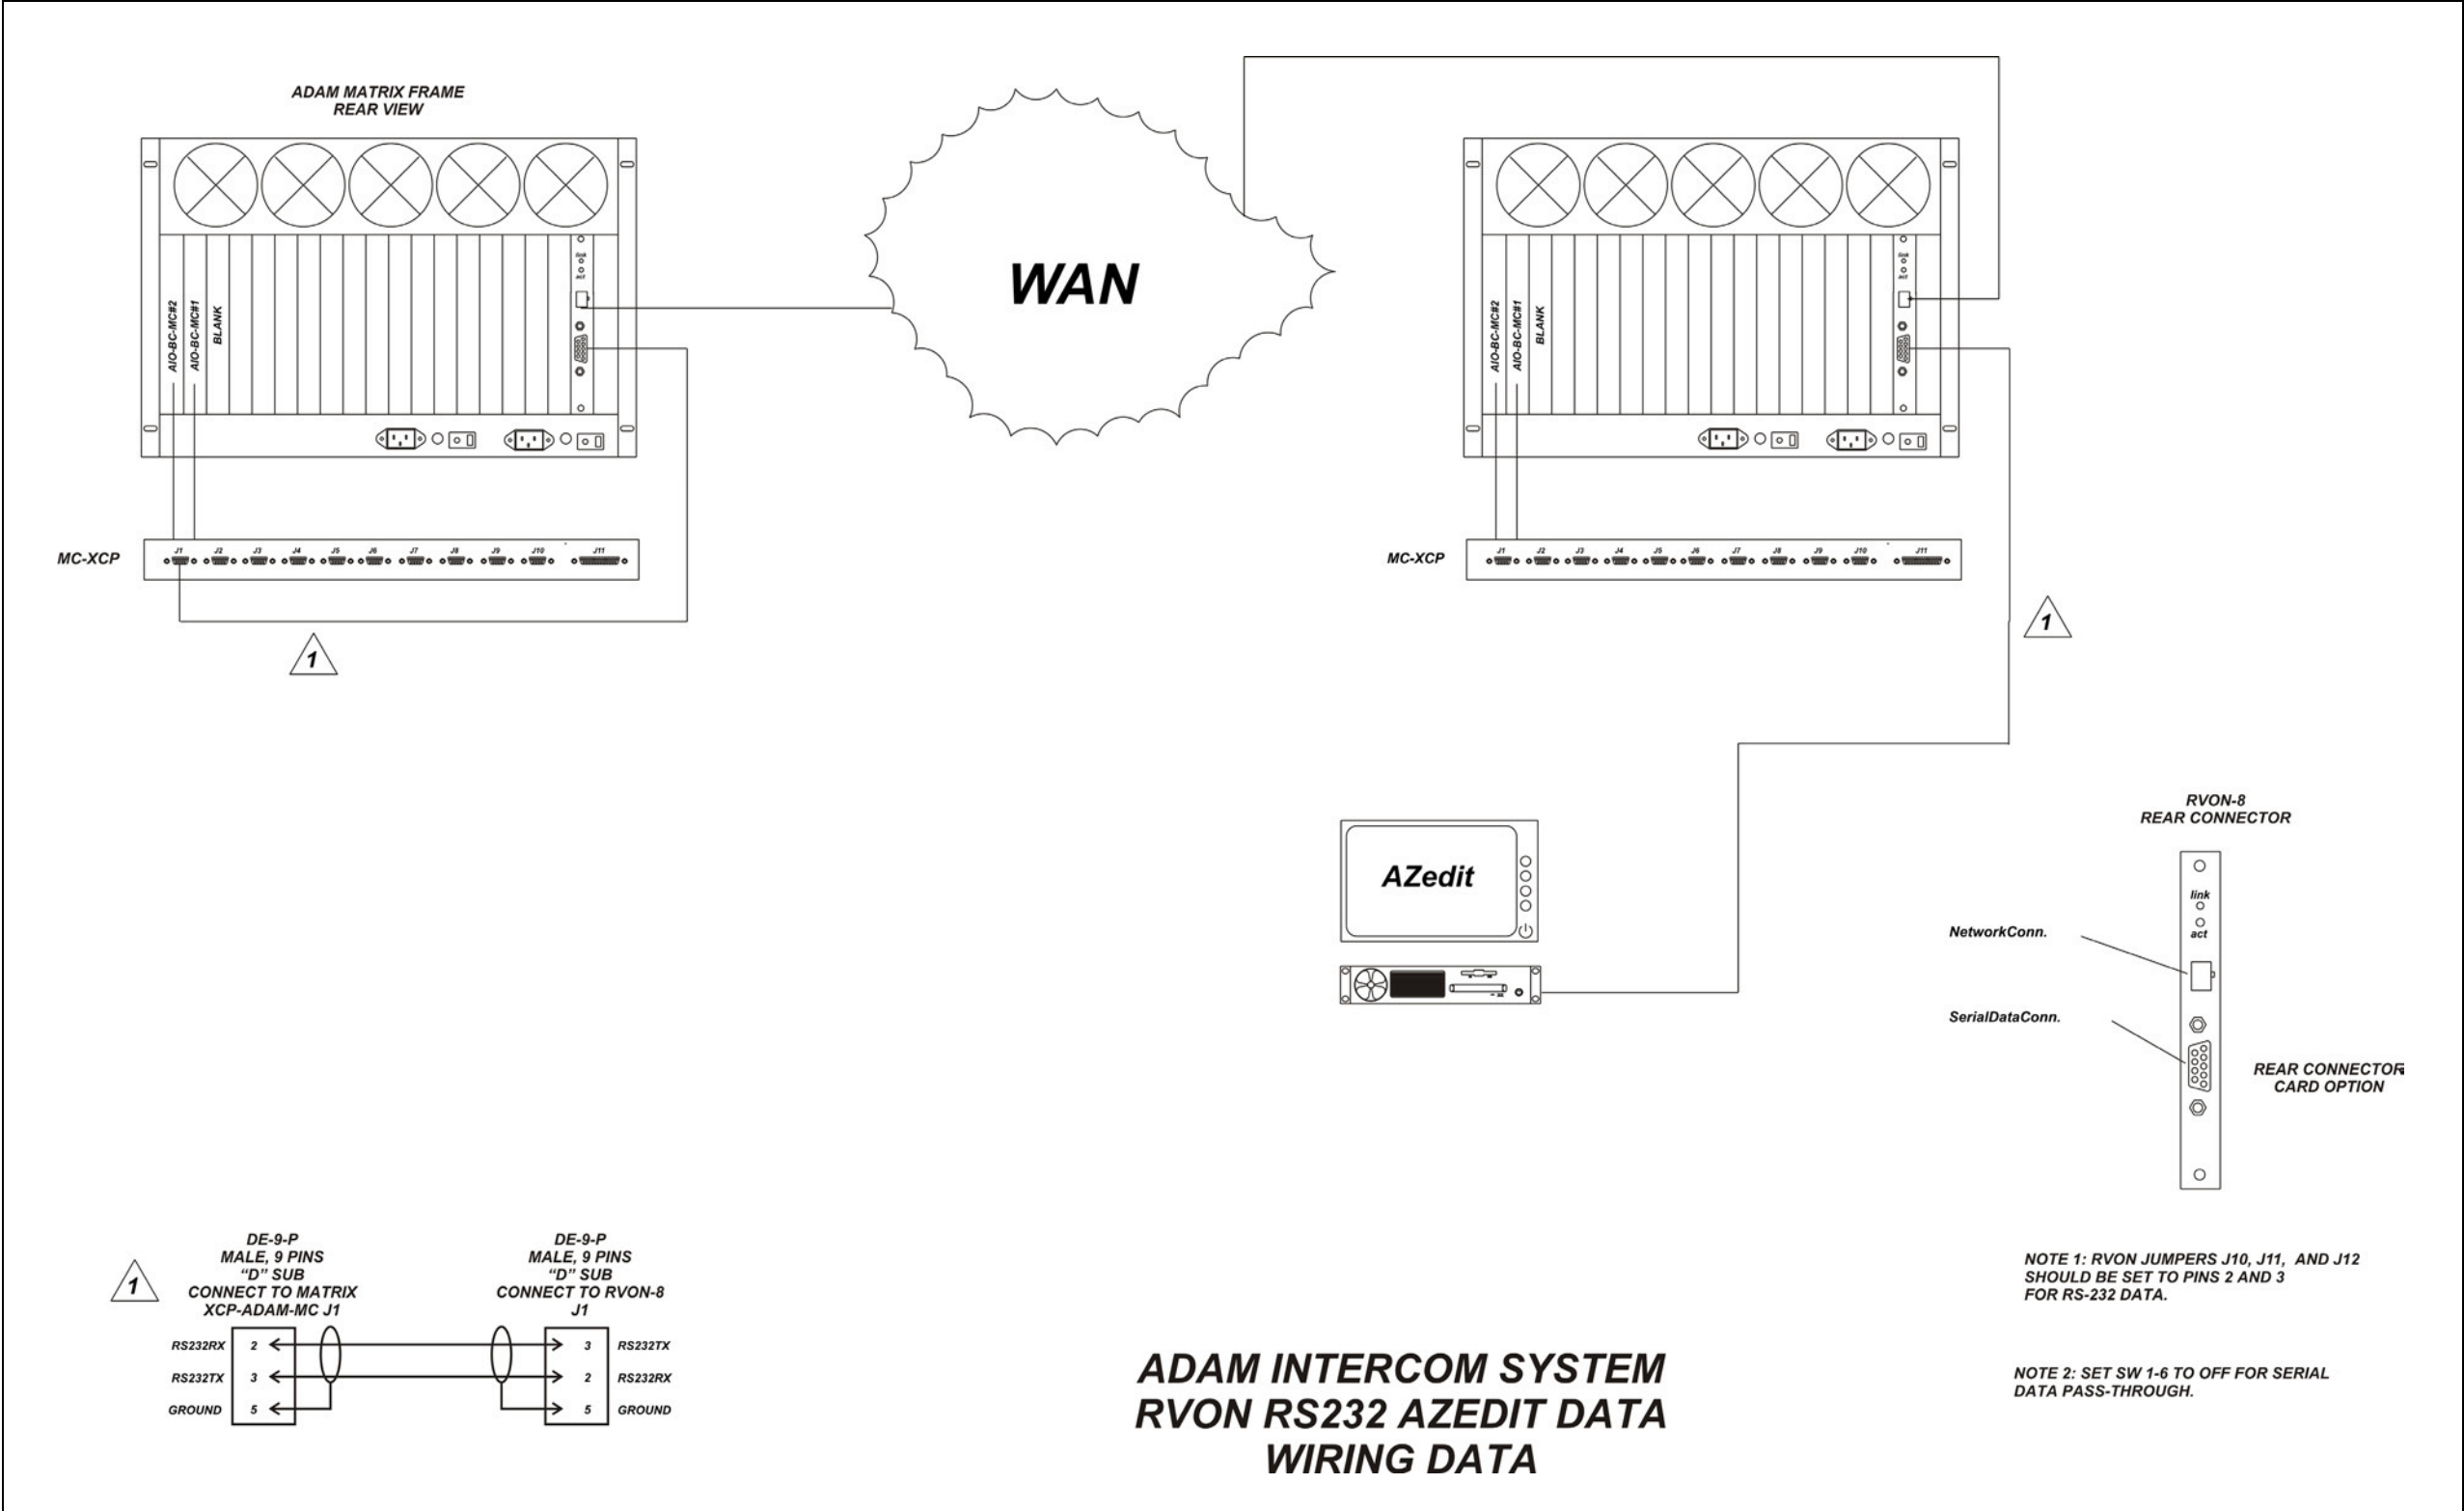 ADAM MATRIX FRAME
REAR VIEW
link
act
AIO-BC-MC#2
AIO-BC-MC#1
BLANK
WAN
link
act
AIO-BC-MC#2
AIO-BC-MC#1
BLANK
MC-XCP
J1 J2 J3 J4 J5 J6 J7 J8 J9 J10 J11
MC-XCP
J1 J2 J3 J4 J5 J6 J7 J8 J9 J10 J11
1
1
AZedit
RVON-8
REAR CONNECTOR
link
act
NetworkConn.
SerialDataConn.
REAR CONNECTOR
CARD OPTION
1
DE-9-P
MALE, 9 PINS
“D” SUB
CONNECT TO MATRIX
XCP-ADAM-MC J1
DE-9-P
MALE, 9 PINS
“D” SUB
CONNECT TO RVON-8
J1
RS232RX 2 3 RS232TX
RS232TX 3 2 RS232RX
GROUND 5 5 GROUND
NOTE 1: RVON JUMPERS J10, J11, AND J12
SHOULD BE SET TO PINS 2 AND 3
FOR RS-232 DATA.
NOTE 2: SET SW 1-6 TO OFF FOR SERIAL
DATA PASS-THROUGH.
ADAM INTERCOM SYSTEM
RVON RS232 AZEDIT DATA
WIRING DATA